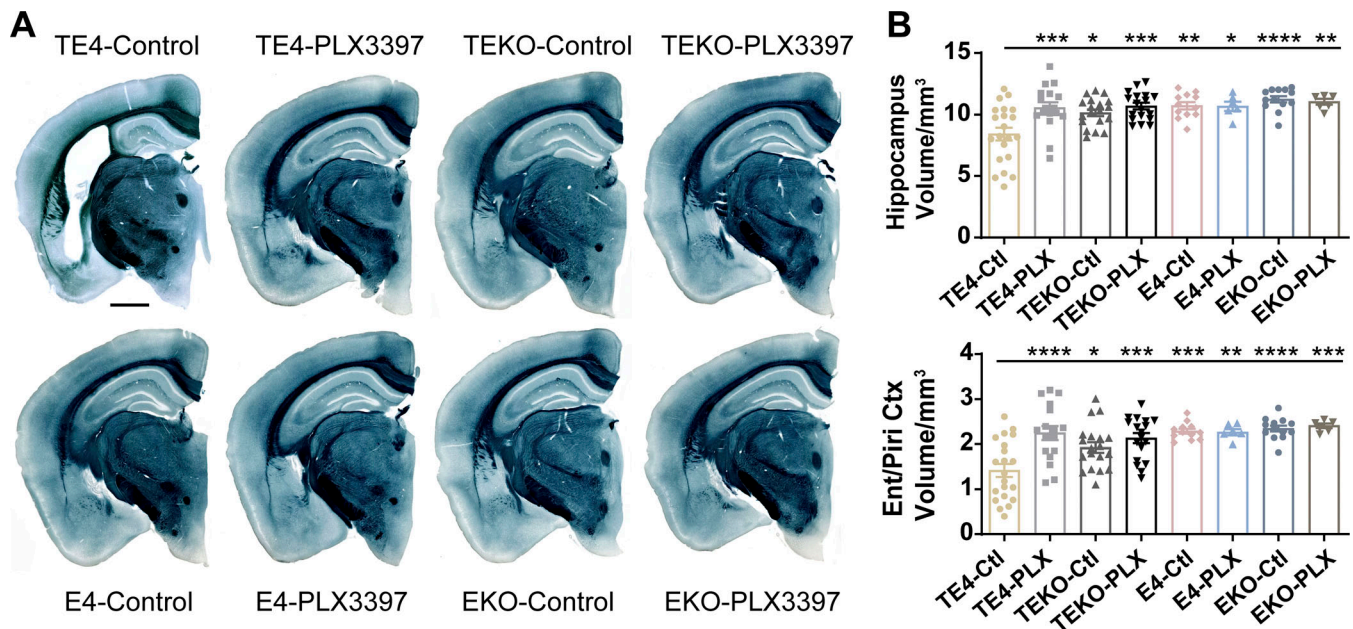 A
TE4-Control TE4-PLX3397 TEKO-Control TEKO-PLX3397
E4-Control E4-PLX3397 EKO-Control EKO-PLX3397
B
*** * *** ** * **** **
Hippocampus
Volume/mm³
15
10
5
0
TE4-Ctl
TE4-PLX
TEKO-Ctl
TEKO-PLX
E4-Ctl
E4-PLX
EKO-Ctl
EKO-PLX
**** * *** *** ** **** ***
Ent/Piri Ctx
Volume/mm³
4
3
2
1
0
TE4-Ctl
TE4-PLX
TEKO-Ctl
TEKO-PLX
E4-Ctl
E4-PLX
EKO-Ctl
EKO-PLX